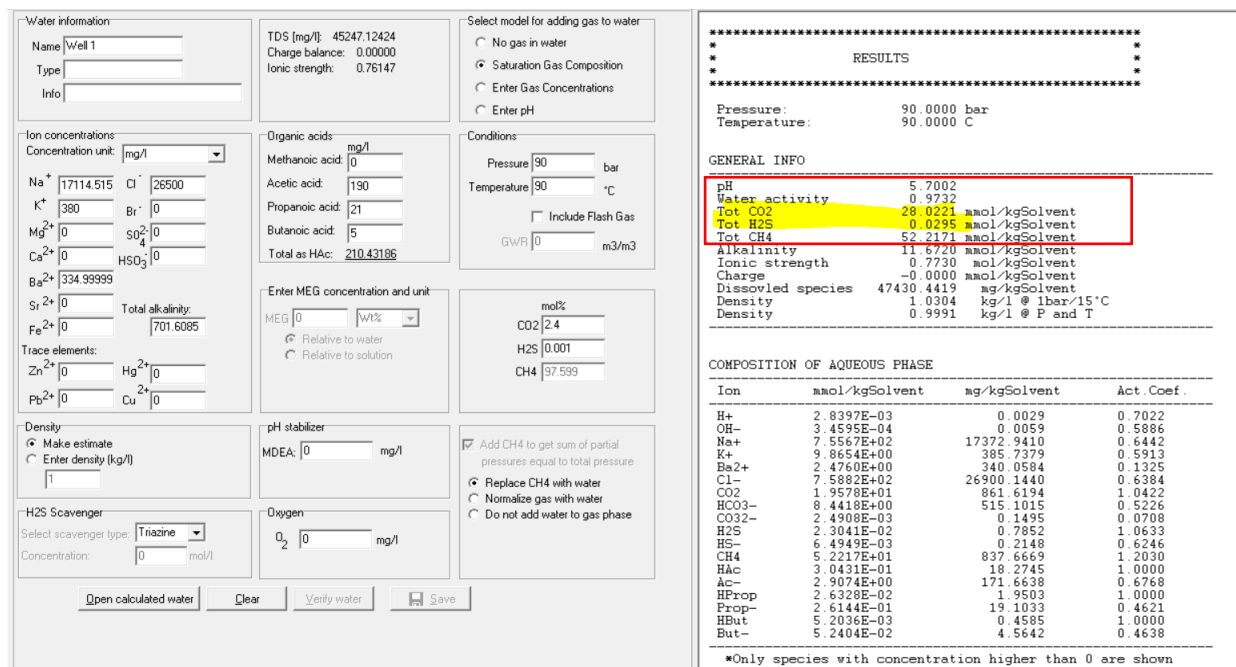 Water information
Name Well 1
Type
Info
TDS [mg/l]: 45247.12424
Charge balance: 0.00000
Ionic strength: 0.76147
Select model for adding gas to water
No gas in water
Saturation Gas Composition
Enter Gas Concentrations
Enter pH
Ion concentrations
Concentration unit: mg/l
Na+ 17114.515 Cl- 26500
K+ 380 Br- 0
Mg2+ 0 SO42- 0
Ca2+ 0 HSO3- 0
Ba2+ 334.99999
Sr 2+ 0 Total alkalinity:
Fe2+ 0 701.6085
Trace elements:
Zn2+ 0 Hg2+ 0
Pb2+ 0 Cu2+ 0
Organic acids
mg/l
Methanoic acid: 0
Acetic acid: 190
Propanoic acid: 21
Butanoic acid: 5
Total as HAc: 210.43186
Conditions
Pressure 90 bar
Temperature 90 °C
Include Flash Gas
GWR 0 m3/m3
Enter MEG concentration and unit
MEG 0 Wt%
Relative to water
Relative to solution
mol%
CO2 2.4
H2S 0.001
CH4 97.599
Density
Make estimate
Enter density (kg/l)
1
pH stabilizer
MDEA: 0 mg/l
Add CH4 to get sum of partial
pressures equal to total pressure
Replace CH4 with water
Normalize gas with water
Do not add water to gas phase
H2S Scavenger
Select scavenger type: Triazine
Concentration: 0 mol/l
Oxygen
O2 0 mg/l
Open calculated water Clear Verify water Save
******************************************************
* *
* RESULTS *
* *
******************************************************
Pressure: 90.0000 bar
Temperature: 90.0000 C
GENERAL INFO
pH 5.7002
Water activity 0.9732
Tot CO2 28.0221 mmol/kgSolvent
Tot H2S 0.0295 mmol/kgSolvent
Tot CH4 52.2171 mmol/kgSolvent
Alkalinity 11.6720 mmol/kgSolvent
Ionic strength 0.7730 mol/kgSolvent
Charge -0.0000 mmol/kgSolvent
Dissovled species 47430.4419 mg/kgSolvent
Density 1.0304 kg/l @ 1bar/15°C
Density 0.9991 kg/l @ P and T
COMPOSITION OF AQUEOUS PHASE
Ion mmol/kgSolvent mg/kgSolvent Act.Coef.
H+ 2.8397E-03 0.0029 0.7022
OH- 3.4595E-04 0.0059 0.5886
Na+ 7.5567E+02 17372.9410 0.6442
K+ 9.8654E+00 385.7379 0.5913
Ba2+ 2.4760E+00 340.0584 0.1325
Cl- 7.5882E+02 26900.1440 0.6384
CO2 1.9578E+01 861.6194 1.0422
HCO3- 8.4418E+00 515.1015 0.5226
CO32- 2.4908E-03 0.1495 0.0708
H2S 2.3041E-02 0.7852 1.0633
HS- 6.4949E-03 0.2148 0.6246
CH4 5.2217E+01 837.6669 1.2030
HAc 3.0431E-01 18.2745 1.0000
Ac- 2.9074E+00 171.6638 0.6768
HProp 2.6328E-02 1.9503 1.0000
Prop- 2.6144E-01 19.1033 0.4621
HBut 5.2036E-03 0.4585 1.0000
But- 5.2404E-02 4.5642 0.4638
*Only species with concentration higher than 0 are shown